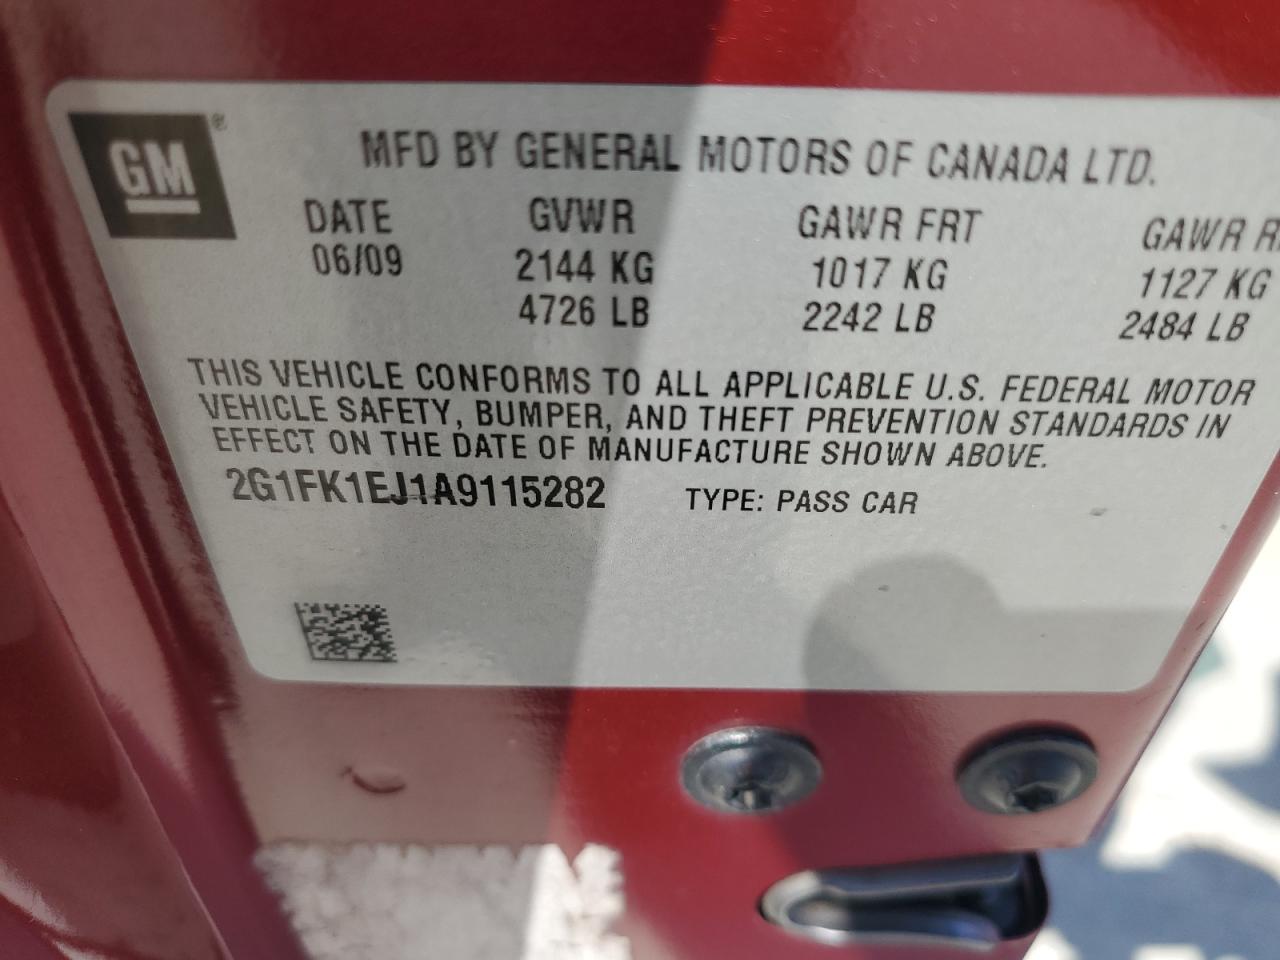 GM®
MFD BY GENERAL MOTORS OF CANADA LTD.
DATE GVWR GAWR FRT GAWR R
06/09 2144 KG 1017 KG 1127 KG
4726 LB 2242 LB 2484 LB
THIS VEHICLE CONFORMS TO ALL APPLICABLE U.S. FEDERAL MOTOR
VEHICLE SAFETY, BUMPER, AND THEFT PREVENTION STANDARDS IN
EFFECT ON THE DATE OF MANUFACTURE SHOWN ABOVE.
2G1FK1EJ1A9115282 TYPE: PASS CAR